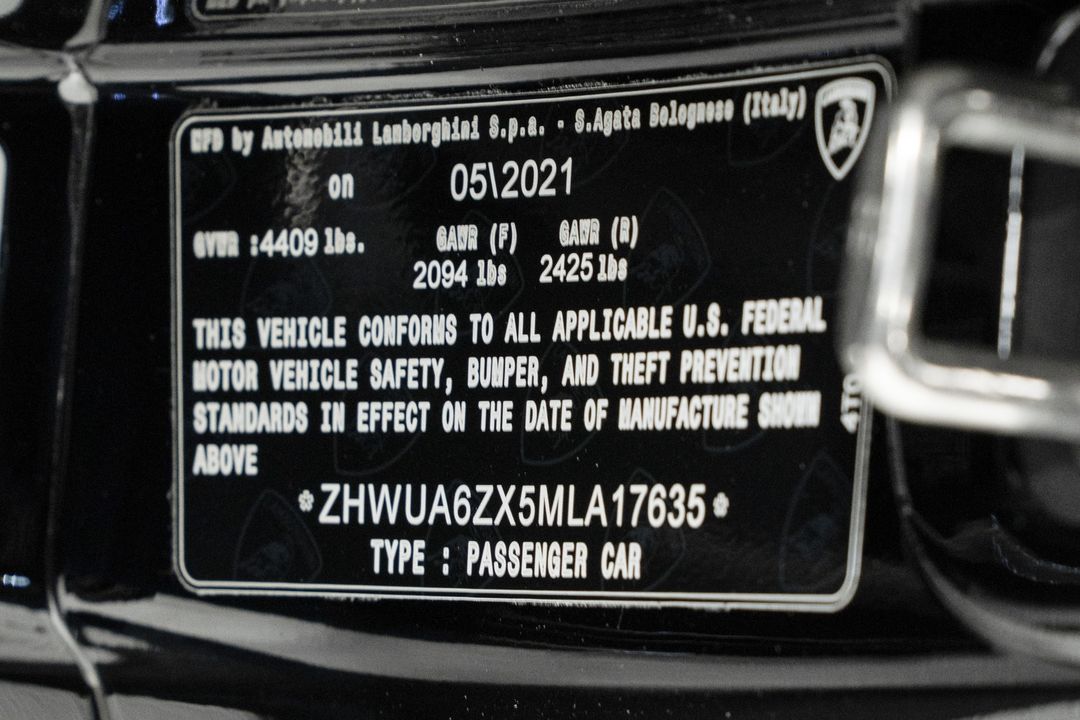 MFD by Automobili Lamborghini S.p.a. - S.Agata Bolognese (Italy)
on 05\2021
GVWR :4409 lbs. GAWR (F) GAWR (R)
2094 lbs 2425 lbs
THIS VEHICLE CONFORMS TO ALL APPLICABLE U.S. FEDERAL
MOTOR VEHICLE SAFETY, BUMPER, AND THEFT PREVENTION
STANDARDS IN EFFECT ON THE DATE OF MANUFACTURE SHOWN
ABOVE
*ZHWUA6ZX5MLA17635*
TYPE : PASSENGER CAR